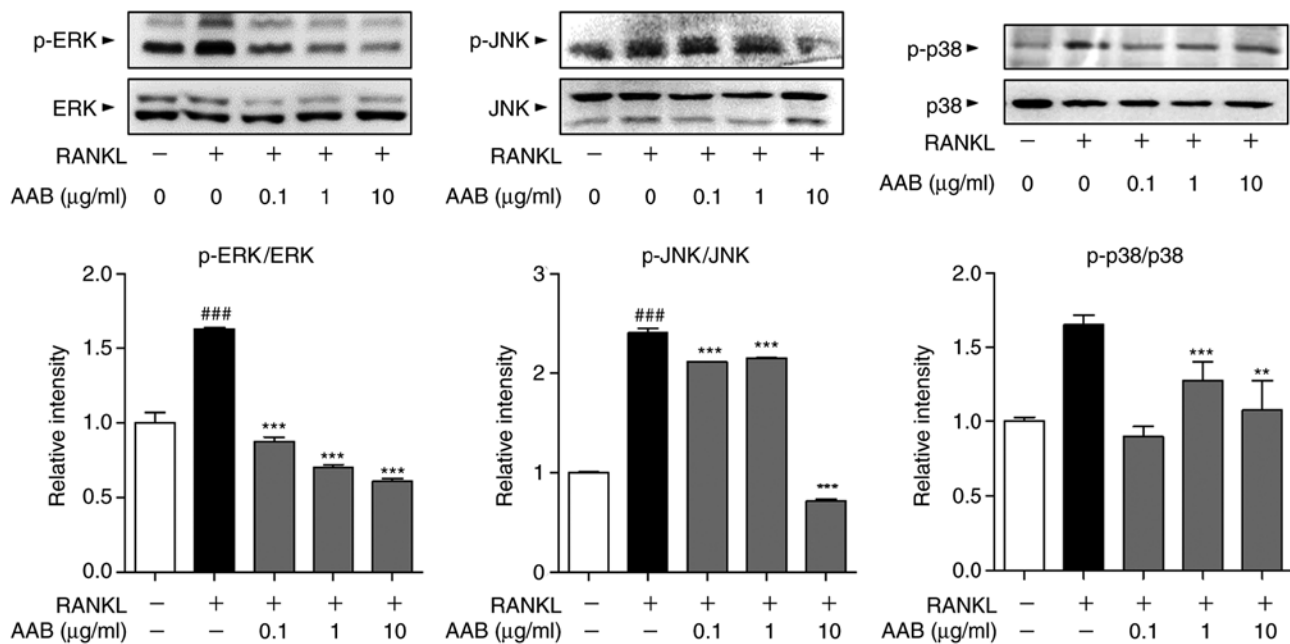 p-ERK ►
ERK ►
RANKL − + + + +
AAB (μg/ml) 0 0 0.1 1 10
p-JNK ►
JNK ►
RANKL − + + + +
AAB (μg/ml) 0 0 0.1 1 10
p-p38 ►
p38 ►
RANKL − + + + +
AAB (μg/ml) 0 0 0.1 1 10
p-ERK/ERK
Relative intensity
2.0
1.5
1.0
0.5
0.0
###
***
***
***
RANKL − + + + +
AAB (μg/ml) − − 0.1 1 10
p-JNK/JNK
Relative intensity
3
2
1
0
###
***
***
***
RANKL − + + + +
AAB (μg/ml) − − 0.1 1 10
p-p38/p38
Relative intensity
2.0
1.5
1.0
0.5
0.0
***
**
RANKL − + + + +
AAB (μg/ml) − − 0.1 1 10